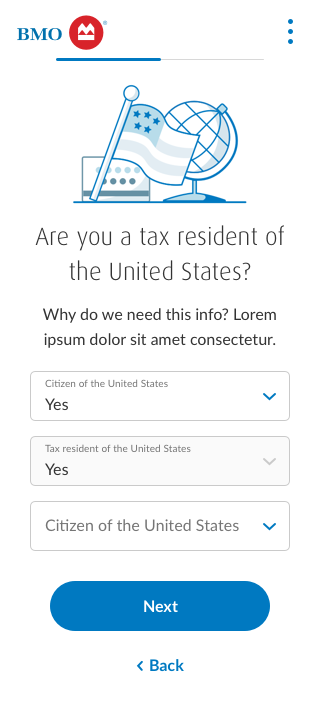 BMO
Are you a tax resident of
the United States?
Why do we need this info? Lorem
ipsum dolor sit amet consectetur.
Citizen of the United States
Yes
Tax resident of the United States
Yes
Citizen of the United States
Next
Back